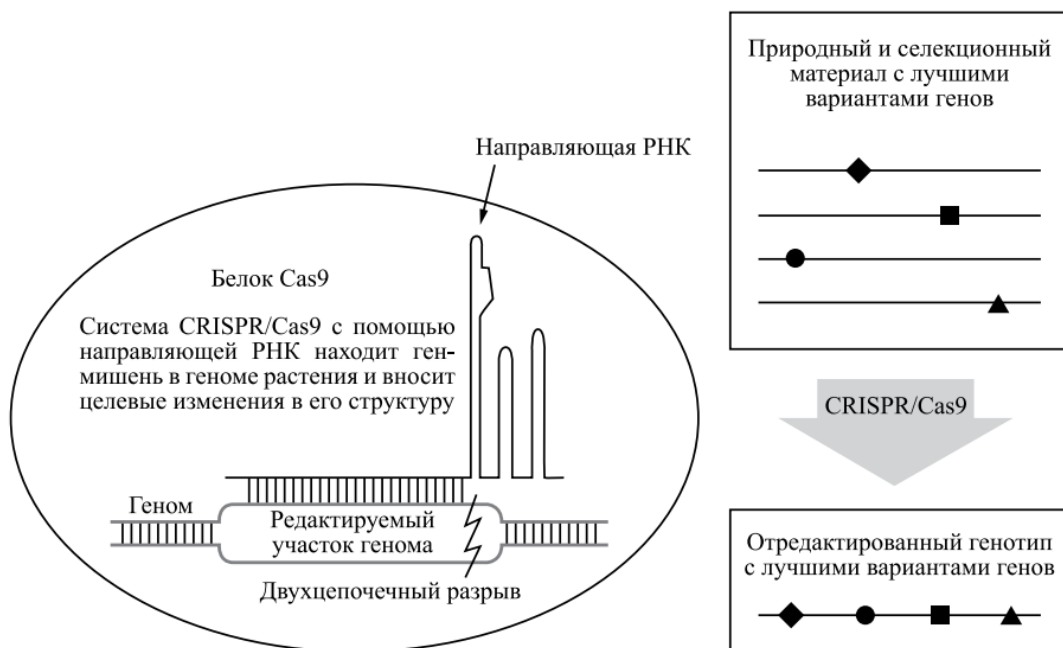 Направляющая РНК
Белок Cas9
Система CRISPR/Cas9 с помощью
направляющей РНК находит ген-
мишень в геноме растения и вносит
целевые изменения в его структуру
Геном
Редактируемый
участок генома
Двухцепочечный разрыв
Природный и селекционный
материал с лучшими
вариантами генов
CRISPR/Cas9
Отредактированный генотип
с лучшими вариантами генов